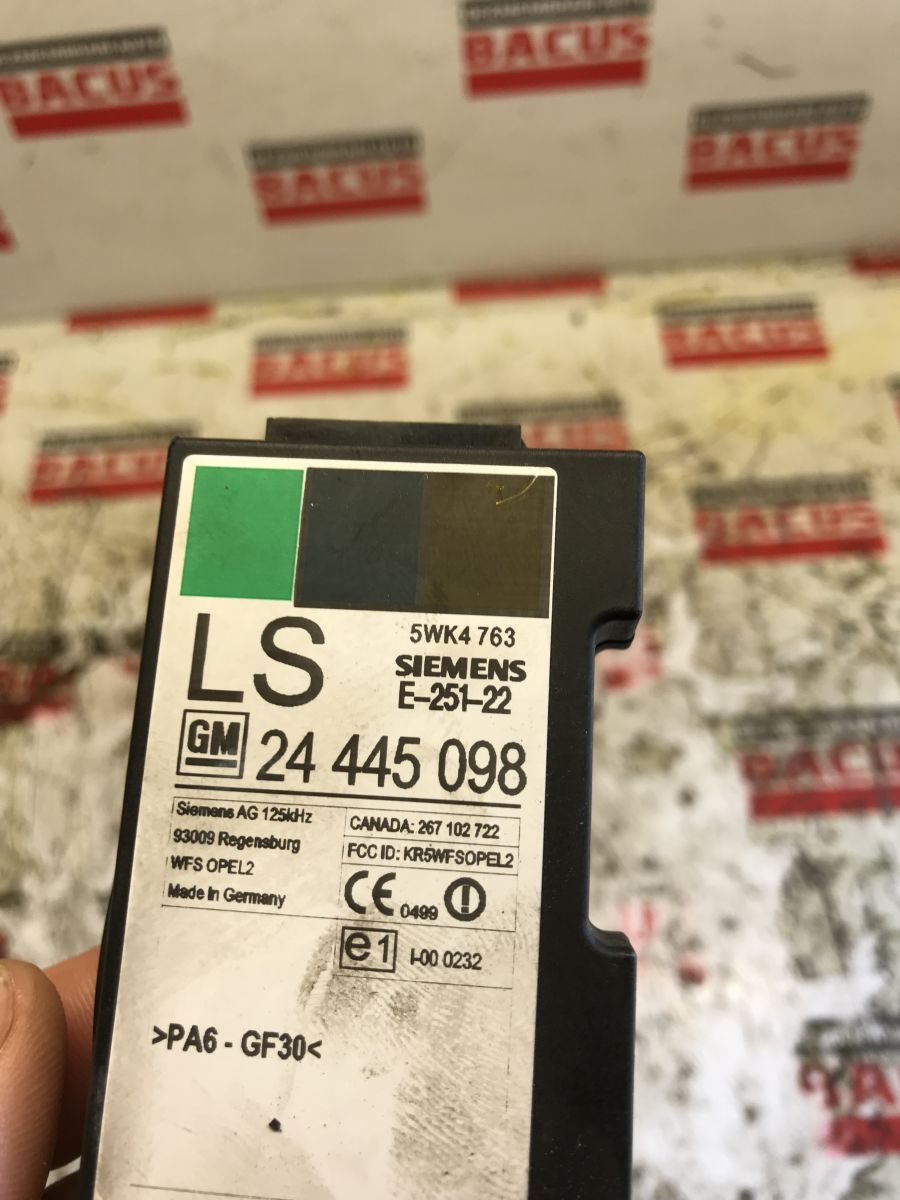 BACUS
BACUS
BACUS
BACUS
BACUS
BACUS
BACUS
BACUS
BACUS
LS
5WK4 763
SIEMENS
E-251-22
GM 24 445 098
Siemens AG 125kHz
93009 Regensburg
WFS OPEL2
Made In Germany
CANADA: 267 102 722
FCC ID: KR5WFSOPEL2
CE 0499
e1 I-00 0232
>PA6 - GF30<